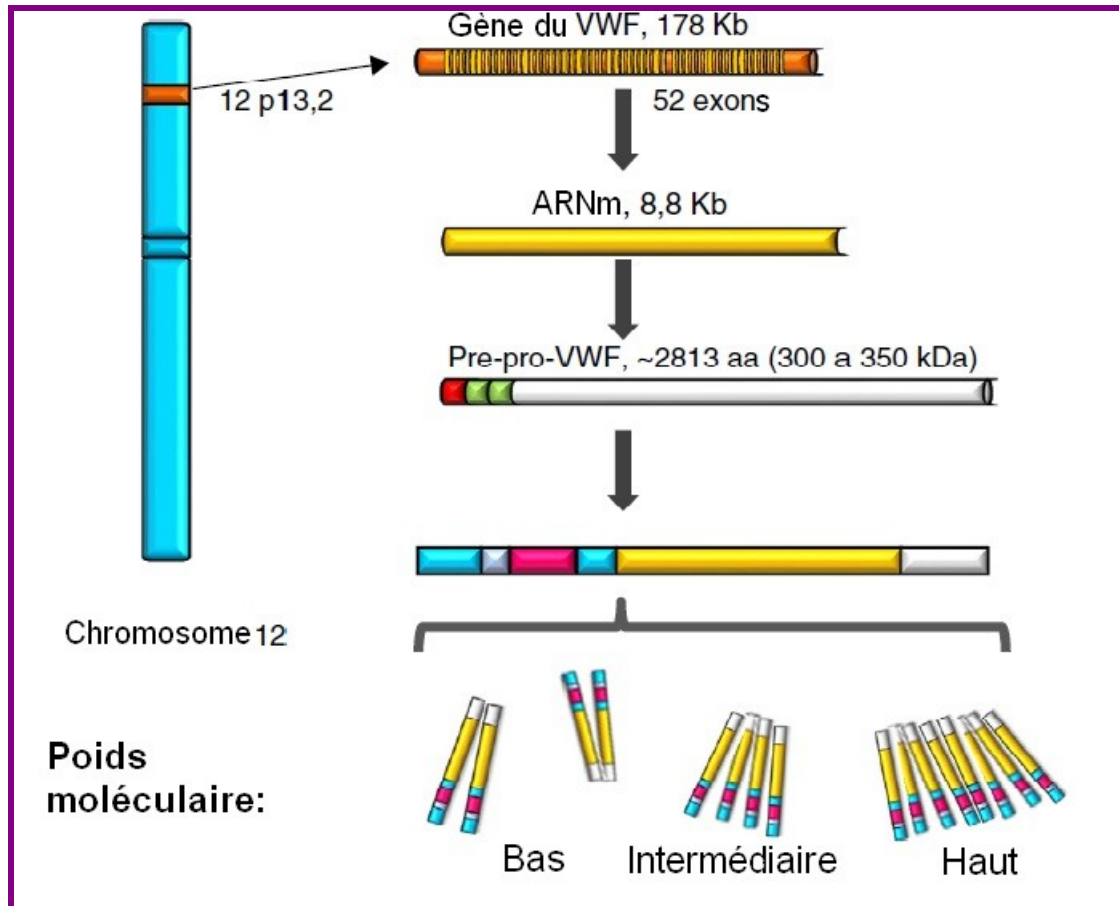 Gène du VWF, 178 Kb
12 p13,2
52 exons
ARNm, 8,8 Kb
Pre-pro-VWF, ~2813 aa (300 a 350 kDa)
Chromosome 12
Poids
moléculaire:
Bas
Intermédiaire
Haut